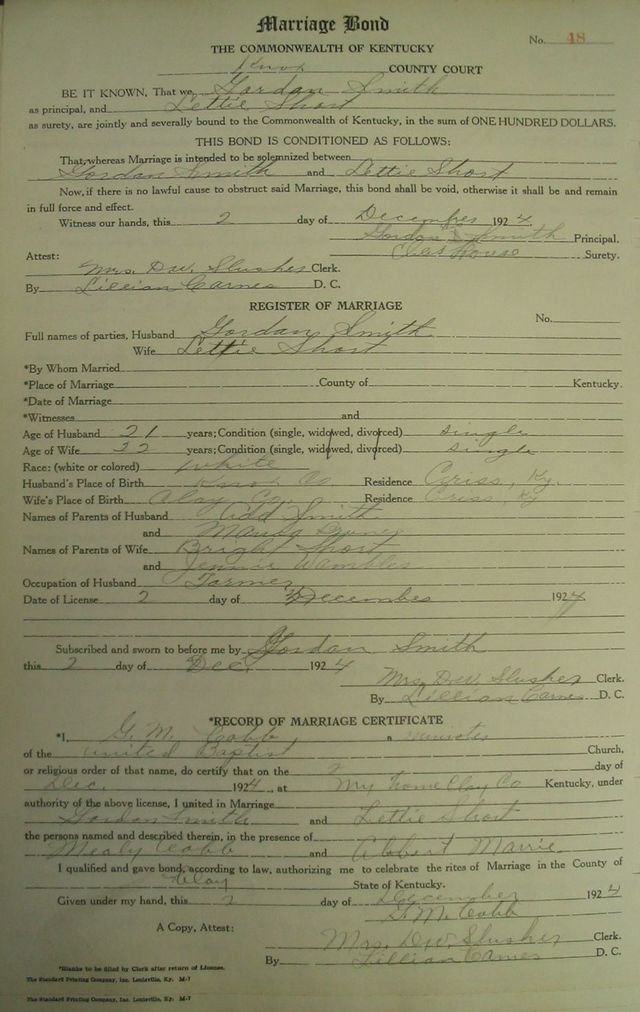 Marriage Bond
No. 48
THE COMMONWEALTH OF KENTUCKY
Knox COUNTY COURT
BE IT KNOWN, That we, Gordan Smith
as principal, and Lettie Short
as surety, are jointly and severally bound to the Commonwealth of Kentucky, in the sum of ONE HUNDRED DOLLARS.
THIS BOND IS CONDITIONED AS FOLLOWS:
That, whereas Marriage is intended to be solemnized between
Gordan Smith and Lettie Short
Now, if there is no lawful cause to obstruct said Marriage, this bond shall be void, otherwise it shall be and remain
in full force and effect.
Witness our hands, this 2 day of December 1924
Gordon Smith Principal.
Attest: Surety.
Mrs. D.W. Slusher Clerk.
By Lillian Carnes D. C.
REGISTER OF MARRIAGE
No.
Full names of parties, Husband Gordan Smith
Wife Lettie Short
*By Whom Married
*Place of Marriage County of Kentucky.
*Date of Marriage
*Witnesses and
Age of Husband 21 years; Condition (single, widowed, divorced) single
Age of Wife 22 years; Condition (single, widowed, divorced) single
Race: (white or colored) white
Husband's Place of Birth Knox Co Residence Criss, Ky.
Wife's Place of Birth Clay Co. Residence Criss, Ky
Names of Parents of Husband Smith
and Manda
Names of Parents of Wife Bright Short
and Jennie Wambles
Occupation of Husband Farmer
Date of License 2 day of December 1924
Subscribed and sworn to before me by Gordan Smith
this 2 day of Dec. 1924
Mrs. D.W. Slusher Clerk.
By Lillian Carnes D. C.
*RECORD OF MARRIAGE CERTIFICATE
*I, G. M. Cobb, a minister
of the United Baptist Church,
or religious order of that name, do certify that on the 2 day of
Dec. 1924, at My home Clay Co Kentucky, under
authority of the above license, I united in Marriage
Gordan Smith and Lettie Short
the persons named and described therein, in the presence of
Mealy Cobb and Abbert
I qualified and gave bond, according to law, authorizing me to celebrate the rites of Marriage in the County of
Clay State of Kentucky.
Given under my hand, this 2 day of December 1924
G. M. Cobb
A Copy, Attest: Mrs. D.W. Slusher Clerk.
By Lillian Carnes D. C.
*Blanks to be filled by Clerk after return of License.
The Standard Printing Company, Inc. Louisville, Ky. M-7
The Standard Printing Company, Inc. Louisville, Ky. M-7